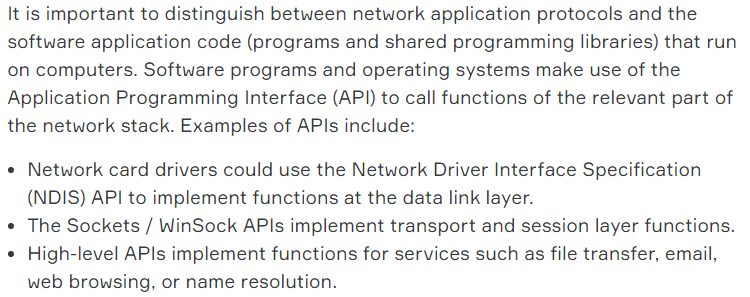 It is important to distinguish between network application protocols and the
software application code (programs and shared programming libraries) that run
on computers. Software programs and operating systems make use of the
Application Programming Interface (API) to call functions of the relevant part of
the network stack. Examples of APIs include:
• Network card drivers could use the Network Driver Interface Specification
(NDIS) API to implement functions at the data link layer.
• The Sockets / WinSock APIs implement transport and session layer functions.
• High-level APIs implement functions for services such as file transfer, email,
web browsing, or name resolution.